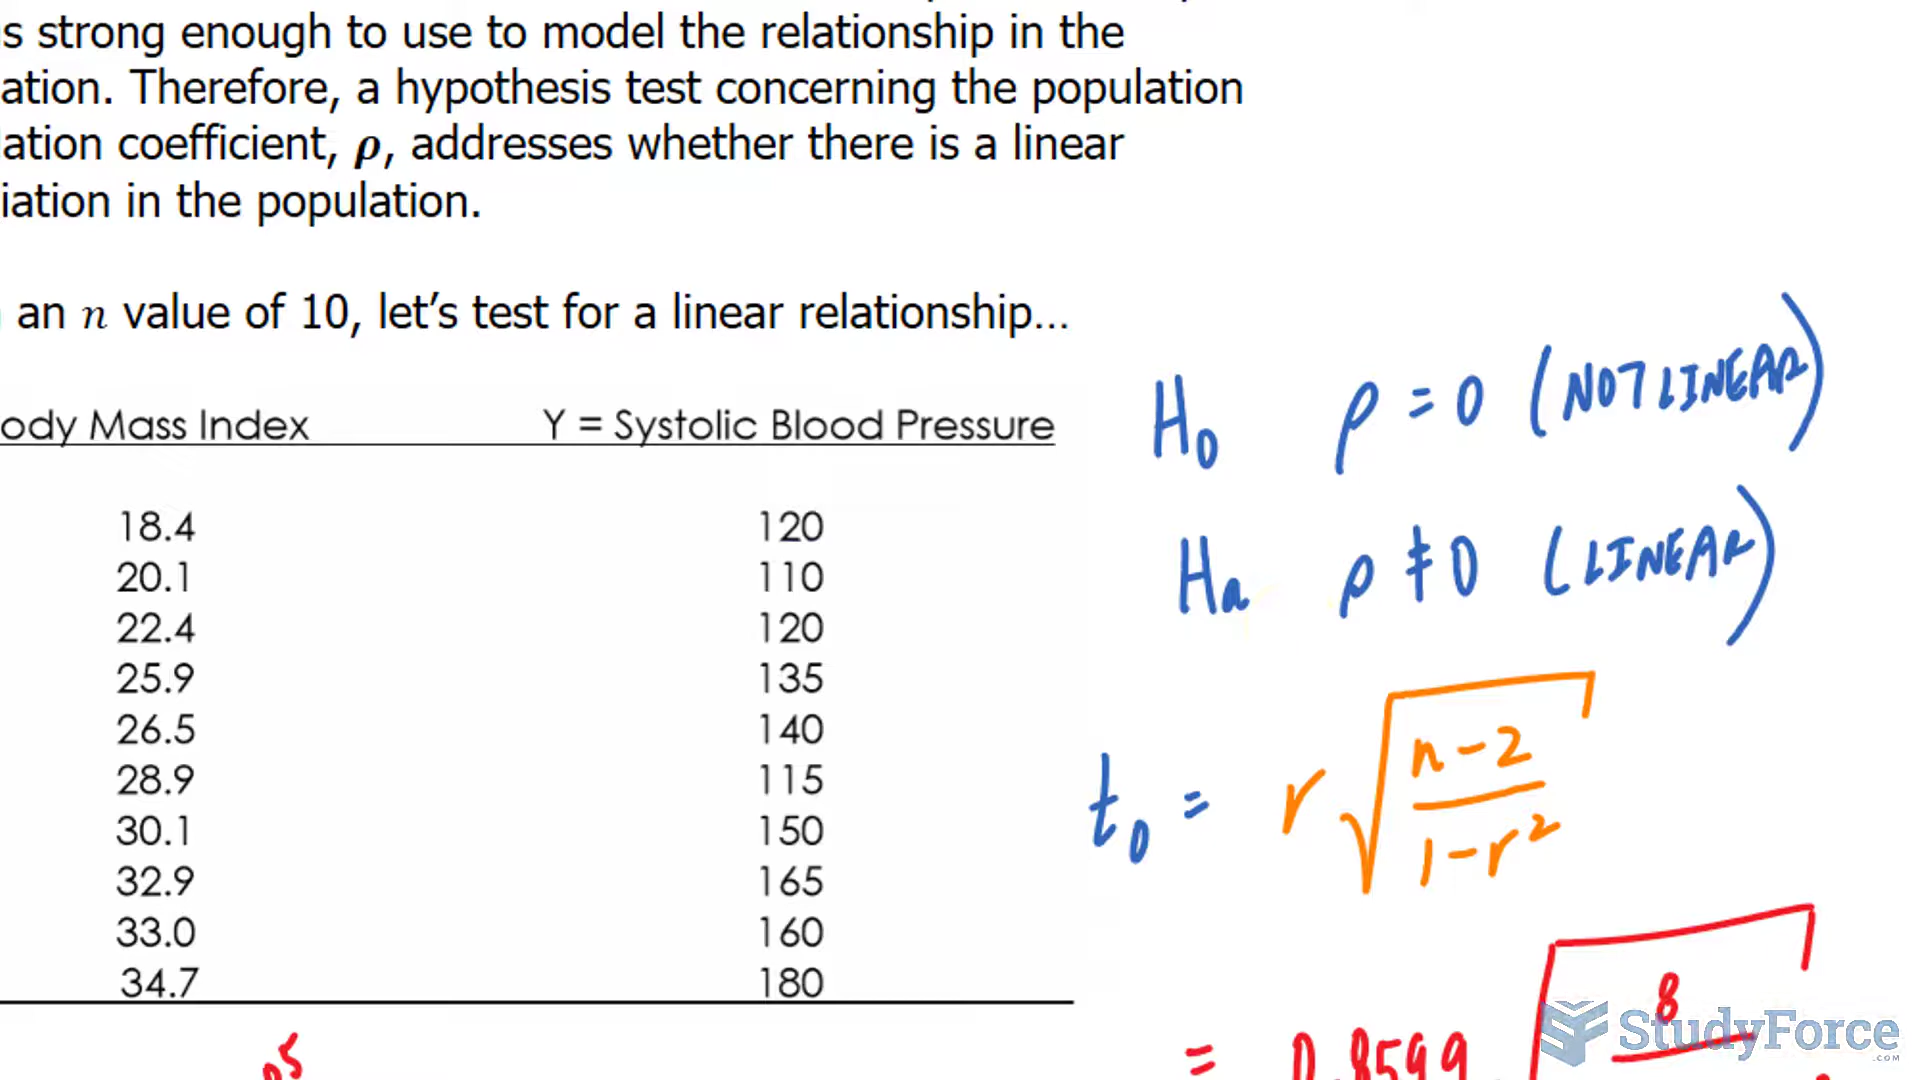 s strong enough to use to model the relationship in the
ation. Therefore, a hypothesis test concerning the population
ation coefficient, ρ, addresses whether there is a linear
iation in the population.
an n value of 10, let's test for a linear relationship...
ody Mass Index Y = Systolic Blood Pressure
18.4 120
20.1 110
22.4 120
25.9 135
26.5 140
28.9 115
30.1 150
32.9 165
33.0 160
34.7 180
H₀ ρ = 0 (NOT LINEAR)
Ha ρ ≠ 0 (LINEAR)
t₀ = r √((n-2)/(1-r²))
= 0.8599 √ 8
StudyForce
.COM